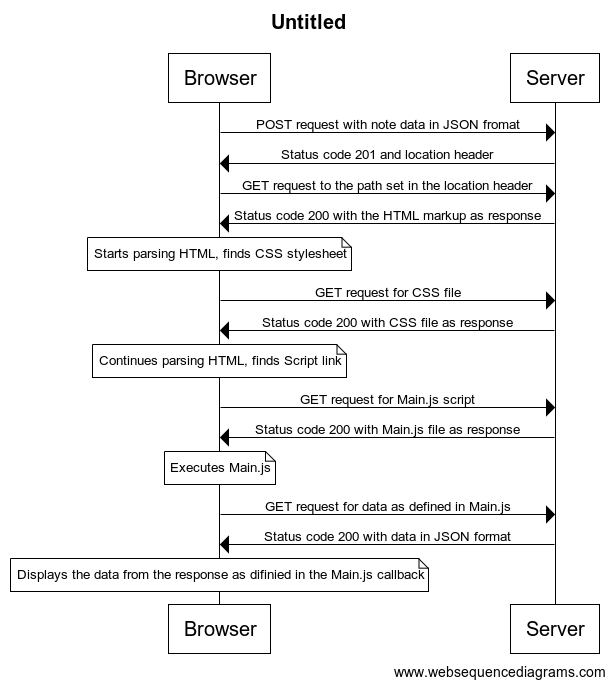 Untitled
Browser
Server
POST request with note data in JSON fromat
Status code 201 and location header
GET request to the path set in the location header
Status code 200 with the HTML markup as response
Starts parsing HTML, finds CSS stylesheet
GET request for CSS file
Status code 200 with CSS file as response
Continues parsing HTML, finds Script link
GET request for Main.js script
Status code 200 with Main.js file as response
Executes Main.js
GET request for data as defined in Main.js
Status code 200 with data in JSON format
Displays the data from the response as difinied in the Main.js callback
Browser
Server
www.websequencediagrams.com